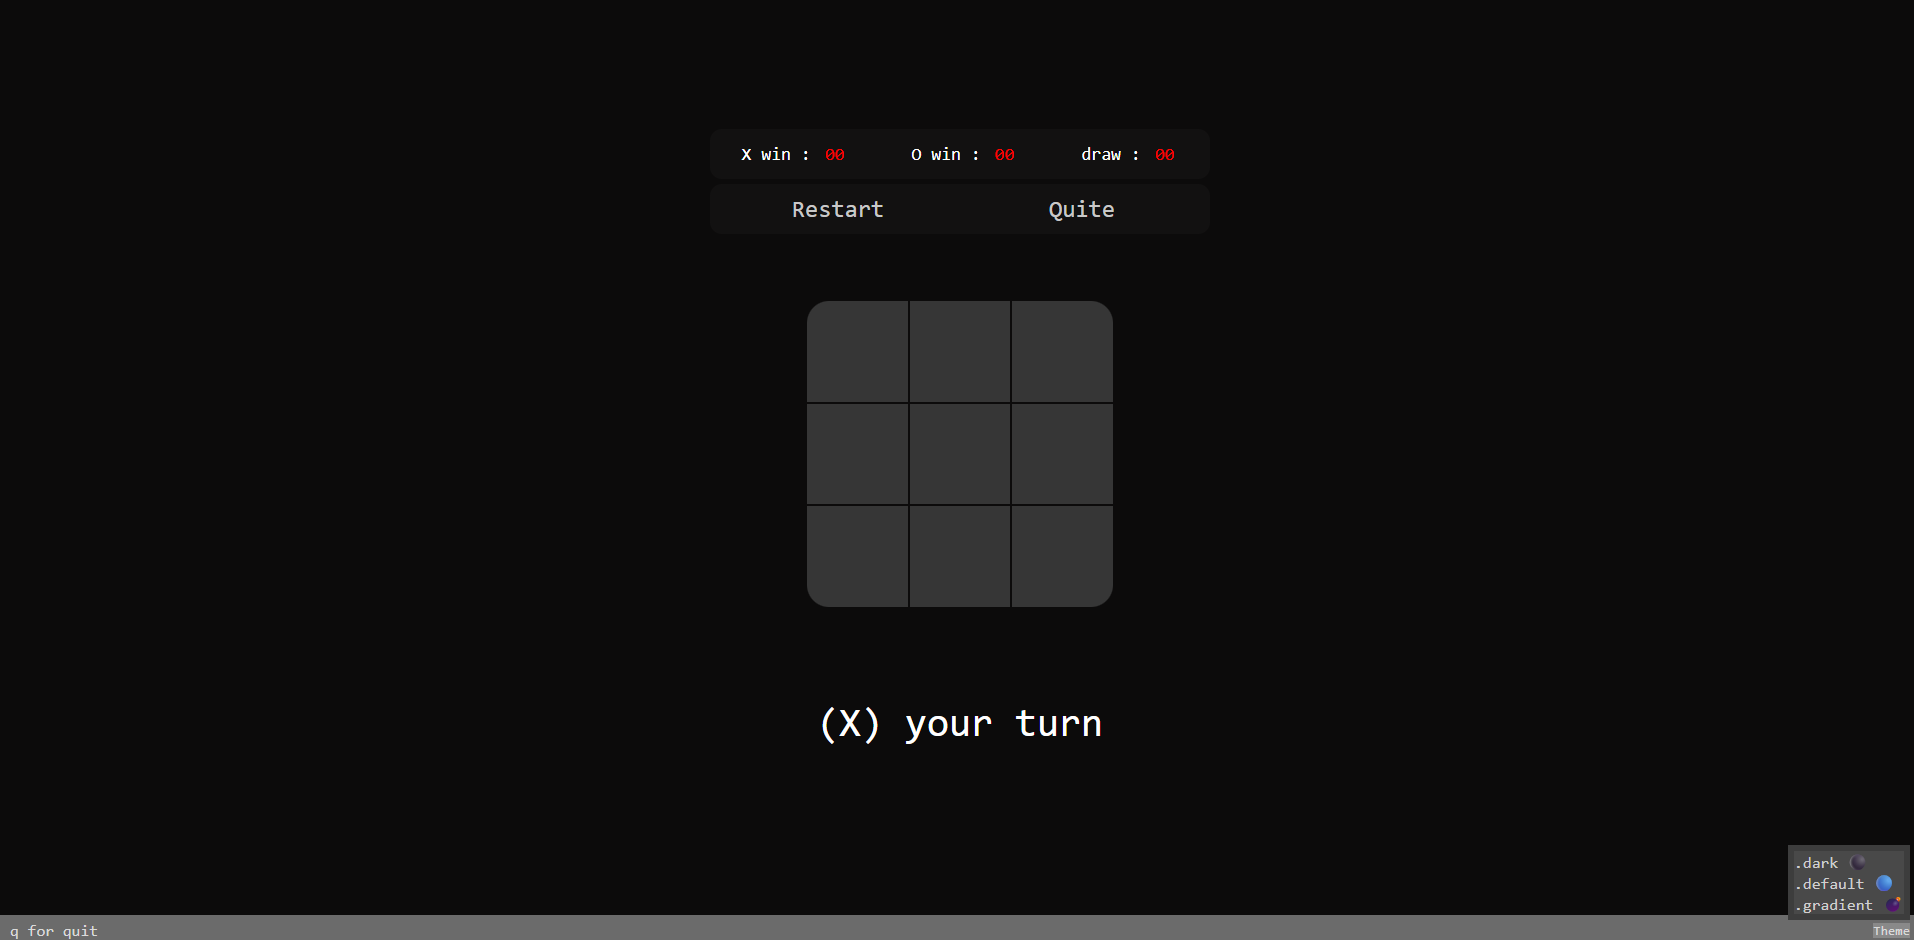 X win : 00 O win : 00 draw : 00
Restart Quite
(X) your turn
.dark
.default
.gradient
q for quit Theme